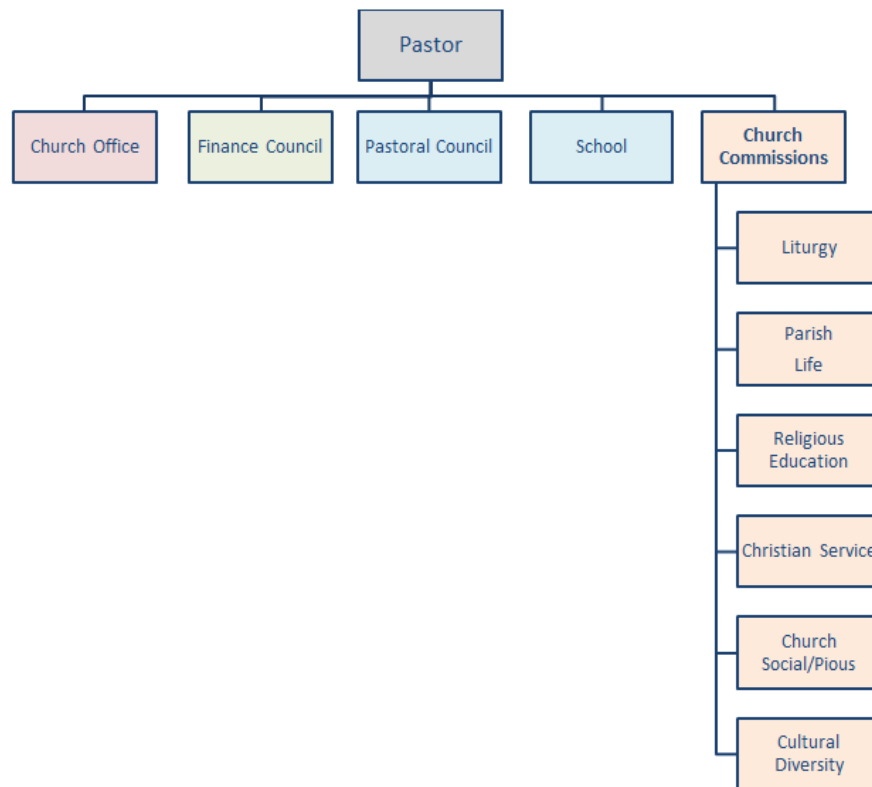 Pastor
Church Office
Finance Council
Pastoral Council
School
Church
Commissions
Liturgy
Parish
Life
Religious
Education
Christian Service
Church
Social/Pious
Cultural
Diversity